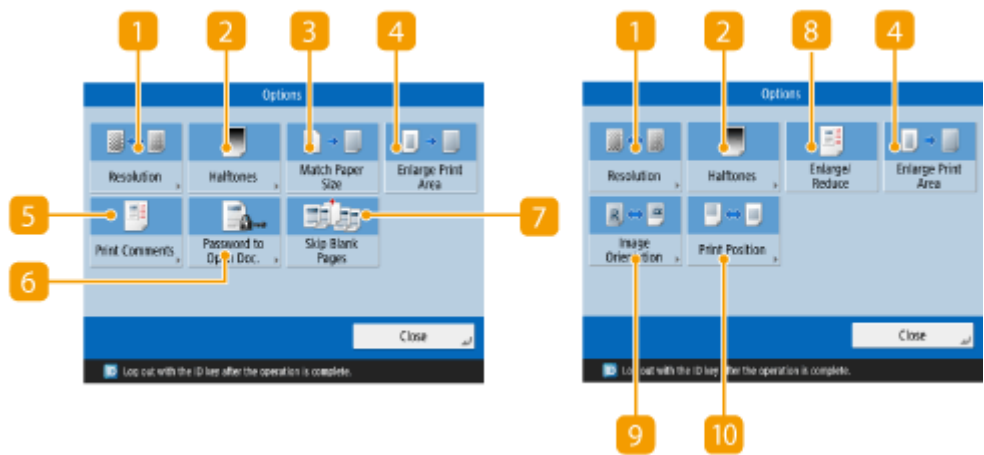 1 2 3 4
Options
Resolution
Halftones
Match Paper
Size
Enlarge Print
Area
5
Print Comments
Password to
Open Doc.
Skip Blank
Pages
7
6
Close
ID Log out with the ID key after the operation is complete.
1 2 8 4
Options
Resolution
Halftones
Enlarge/
Reduce
Enlarge Print
Area
R R
Image
Orientation
Print Position
Close
ID Log out with the ID key after the operation is complete.
9 10